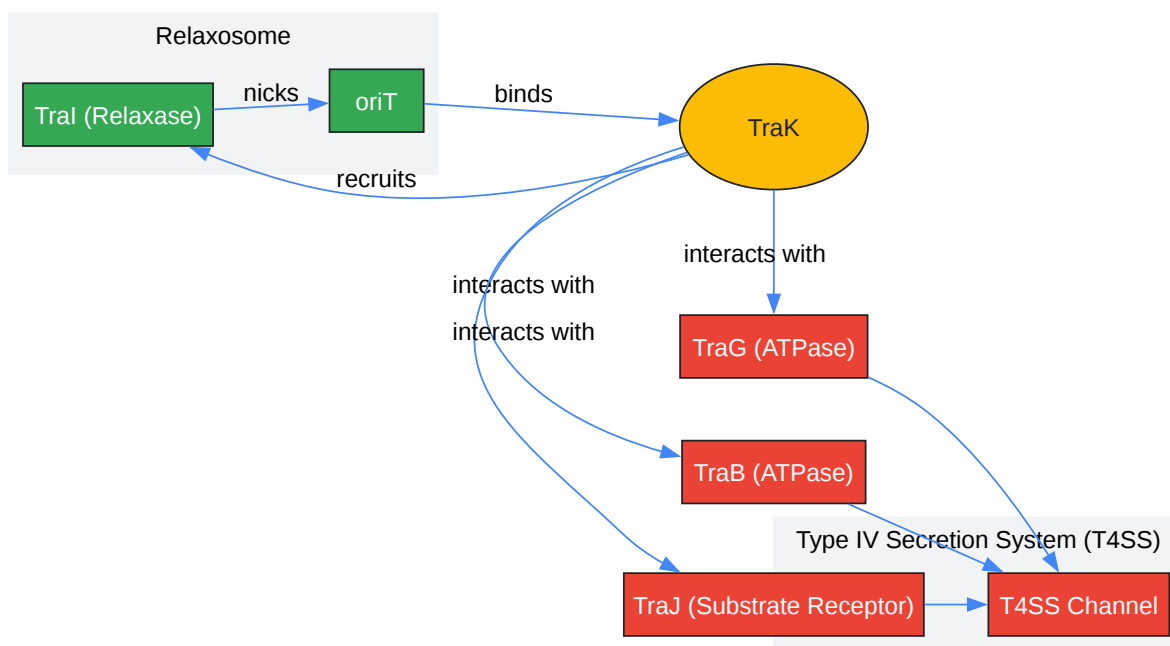 Relaxosome
TraI (Relaxase)
nicks
oriT
binds
TraK
recruits
interacts with
interacts with
interacts with
TraG (ATPase)
TraB (ATPase)
Type IV Secretion System (T4SS)
TraJ (Substrate Receptor)
T4SS Channel